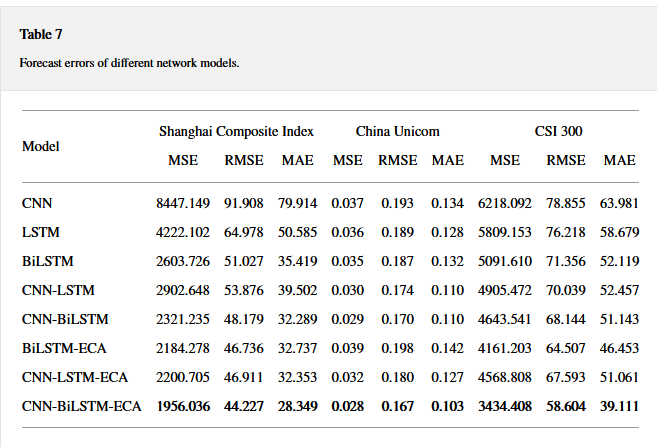 Table 7
Forecast errors of different network models.
Model Shanghai Composite Index China Unicom CSI 300
MSE RMSE MAE MSE RMSE MAE MSE RMSE MAE
CNN 8447.149 91.908 79.914 0.037 0.193 0.134 6218.092 78.855 63.981
LSTM 4222.102 64.978 50.585 0.036 0.189 0.128 5809.153 76.218 58.679
BiLSTM 2603.726 51.027 35.419 0.035 0.187 0.132 5091.610 71.356 52.119
CNN-LSTM 2902.648 53.876 39.502 0.030 0.174 0.110 4905.472 70.039 52.457
CNN-BiLSTM 2321.235 48.179 32.289 0.029 0.170 0.110 4643.541 68.144 51.143
BiLSTM-ECA 2184.278 46.736 32.737 0.039 0.198 0.142 4161.203 64.507 46.453
CNN-LSTM-ECA 2200.705 46.911 32.353 0.032 0.180 0.127 4568.808 67.593 51.061
CNN-BiLSTM-ECA 1956.036 44.227 28.349 0.028 0.167 0.103 3434.408 58.604 39.111